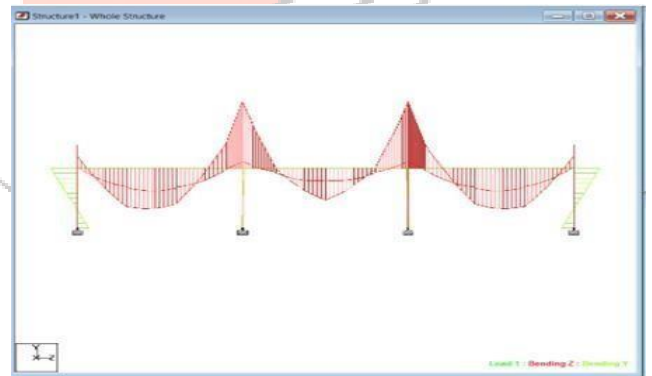 Structure1 - Whole Structure
Y
X Z
Load 1 : Bending Z : Bending Y